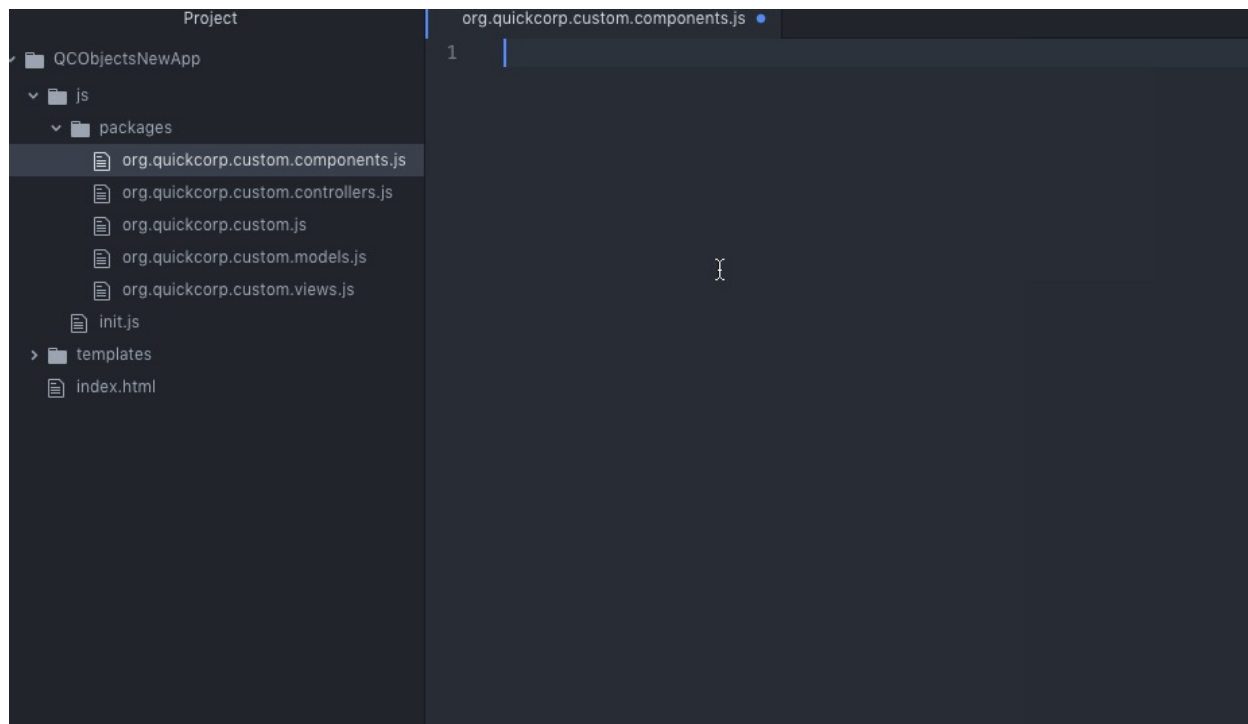 Project
QCObjectsNewApp
js
packages
org.quickcorp.custom.components.js
org.quickcorp.custom.controllers.js
org.quickcorp.custom.js
org.quickcorp.custom.models.js
org.quickcorp.custom.views.js
init.js
templates
index.html
org.quickcorp.custom.components.js
1